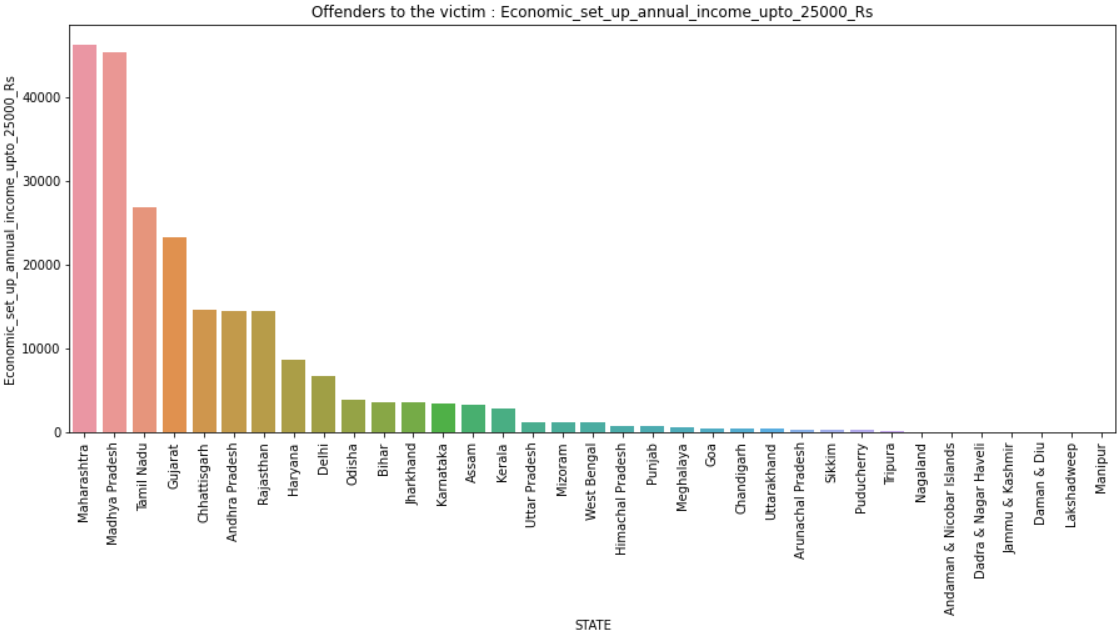 Offenders to the victim : Economic_set_up_annual_income_upto_25000_Rs
Economic_set_up_annual_income_upto_25000_Rs
40000
30000
20000
10000
0
Maharashtra
Madhya Pradesh
Tamil Nadu
Gujarat
Chhattisgarh
Andhra Pradesh
Rajasthan
Haryana
Delhi
Odisha
Bihar
Jharkhand
Karnataka
Assam
Kerala
Uttar Pradesh
Mizoram
West Bengal
Himachal Pradesh
Punjab
Meghalaya
Goa
Chandigarh
Uttarakhand
Arunachal Pradesh
Sikkim
Puducherry
Tripura
Nagaland
Andaman & Nicobar Islands
Dadra & Nagar Haveli
Jammu & Kashmir
Daman & Diu
Lakshadweep
Manipur
STATE